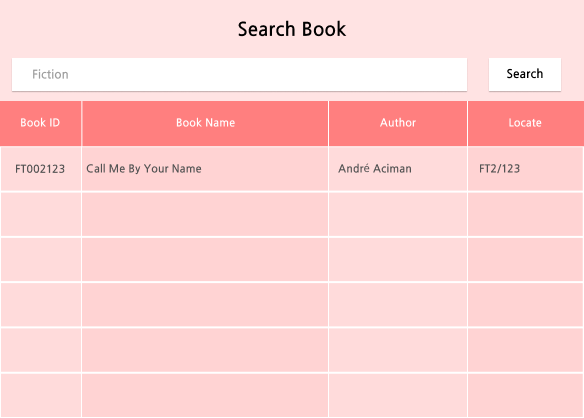 Search Book
Fiction
Search
Book ID Book Name Author Locate
FT002123 Call Me By Your Name André Aciman FT2/123